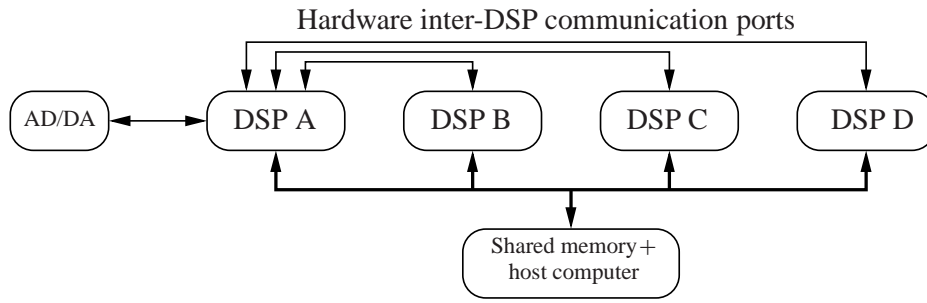 Hardware inter-DSP communication ports
AD/DA
DSP A
DSP B
DSP C
DSP D
Shared memory+
host computer